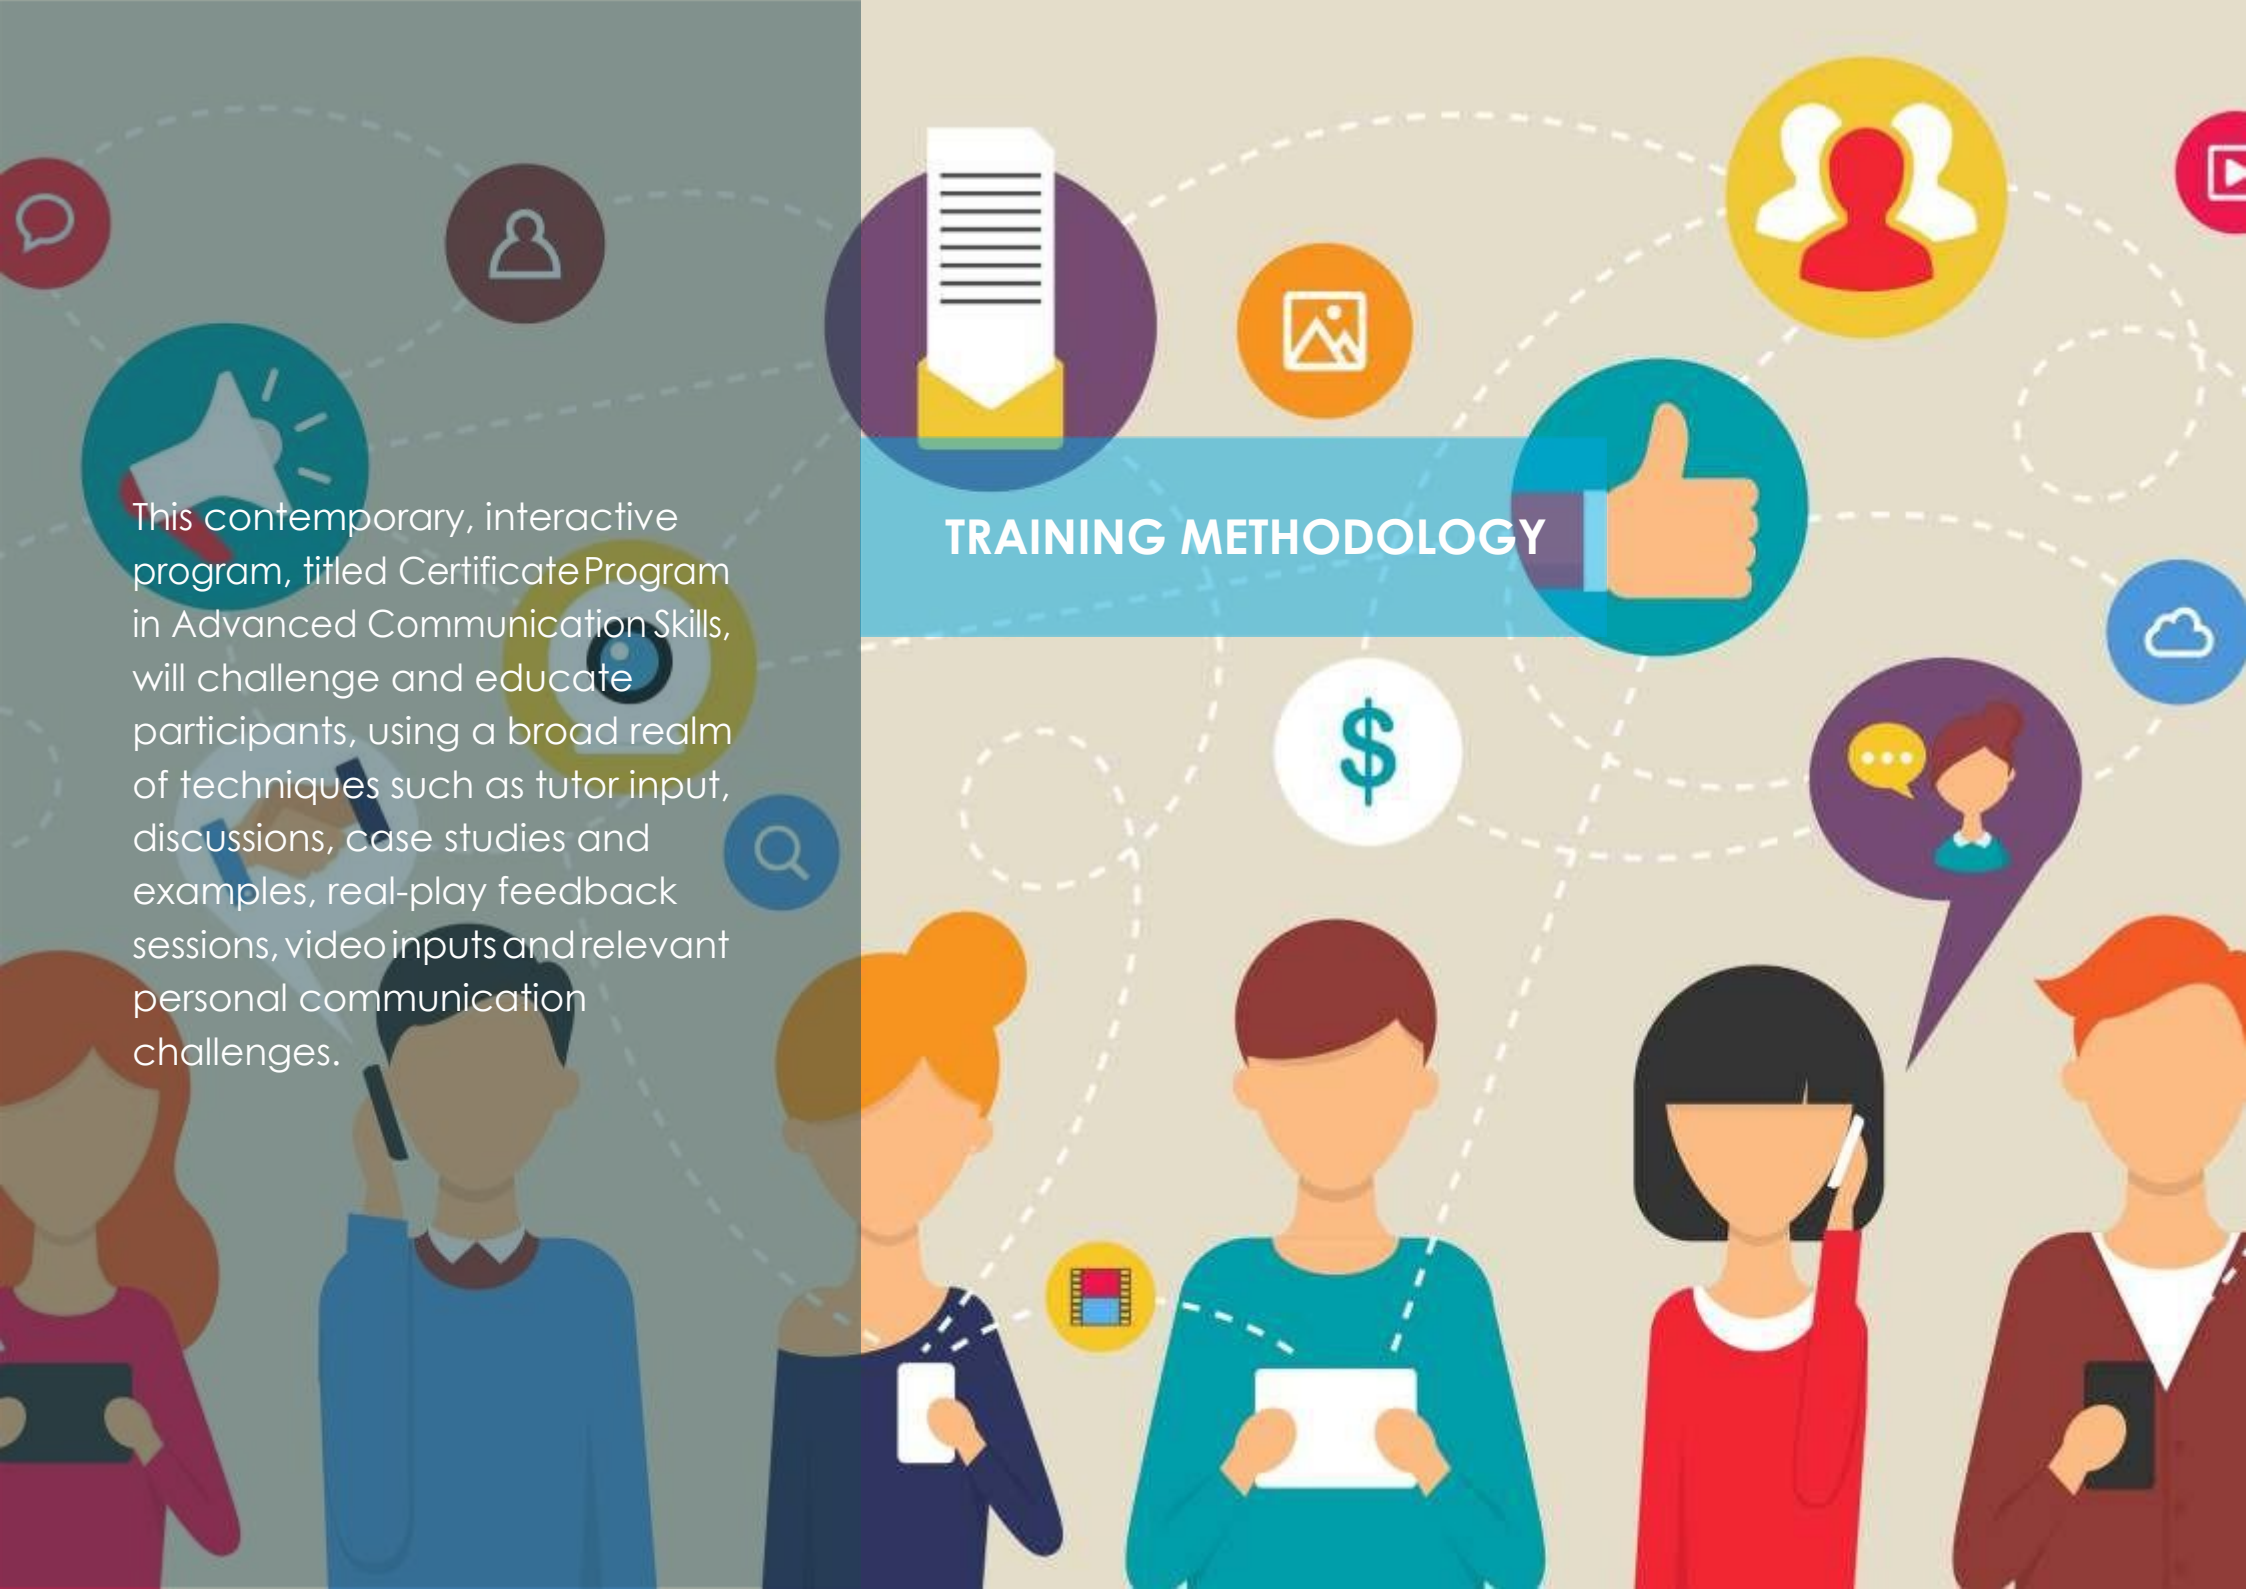 This contemporary, interactive
program, titled Certificate Program
in Advanced Communication Skills,
will challenge and educate
participants, using a broad realm
of techniques such as tutor input,
discussions, case studies and
examples, real-play feedback
sessions, video inputs and relevant
personal communication
challenges.
TRAINING METHODOLOGY
$